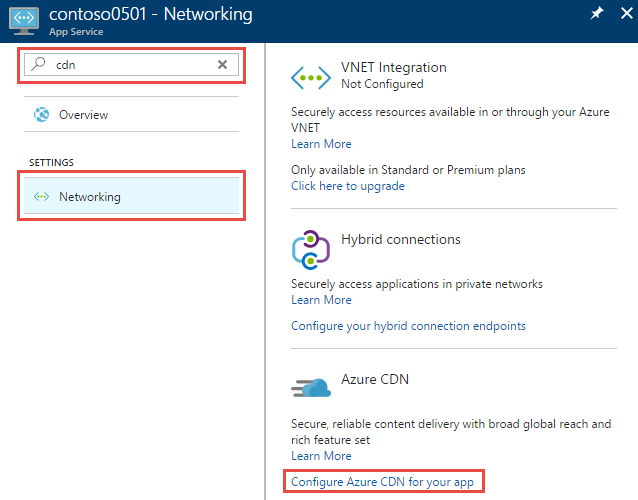 contoso0501 - Networking
App Service
cdn
Overview
SETTINGS
Networking
VNET Integration
Not Configured
Securely access resources available in or through your Azure
VNET
Learn More
Only available in Standard or Premium plans
Click here to upgrade
Hybrid connections
Securely access applications in private networks
Learn More
Configure your hybrid connection endpoints
Azure CDN
Secure, reliable content delivery with broad global reach and
rich feature set
Learn More
Configure Azure CDN for your app